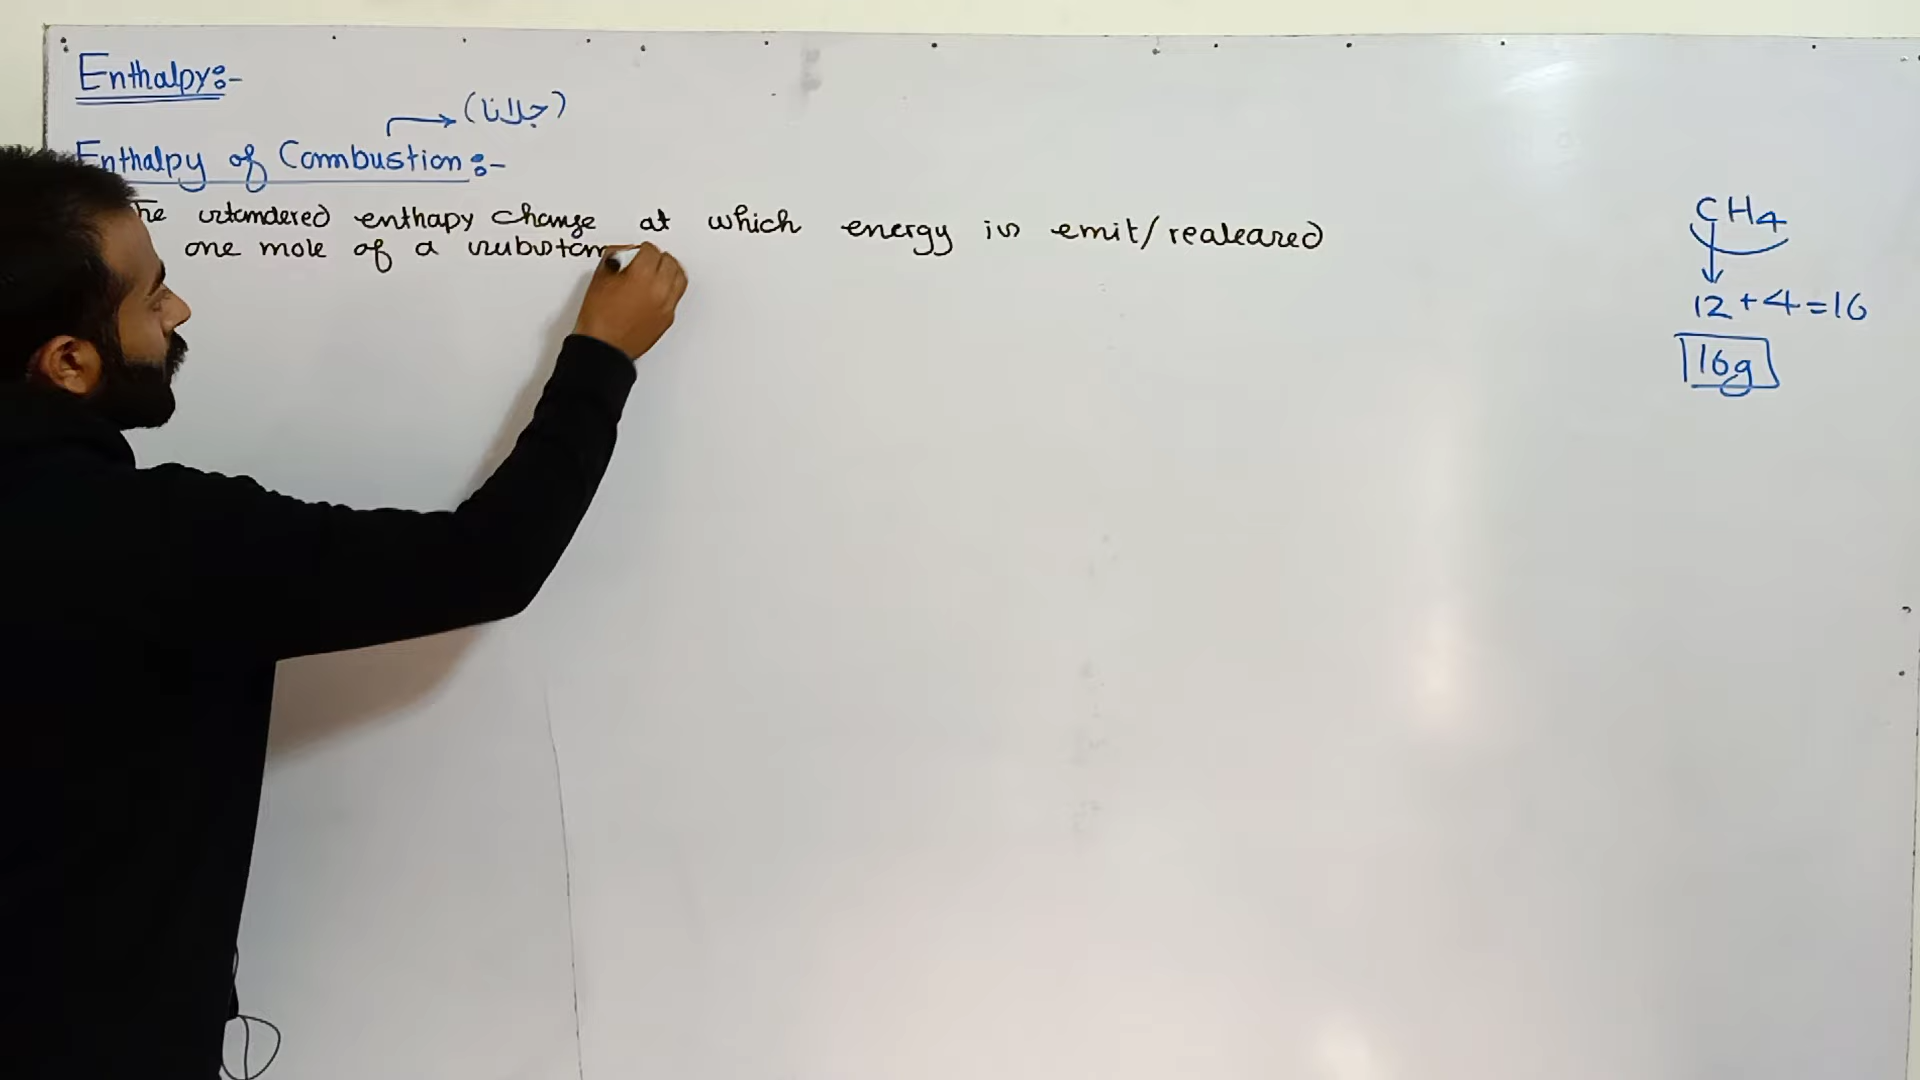 Enthalpy:-
(جلانا)
Enthalpy of Combustion:-
The standered enthapy change at which energy is emit/realeased
one mole of a substan
CH4
12+4=16
16g